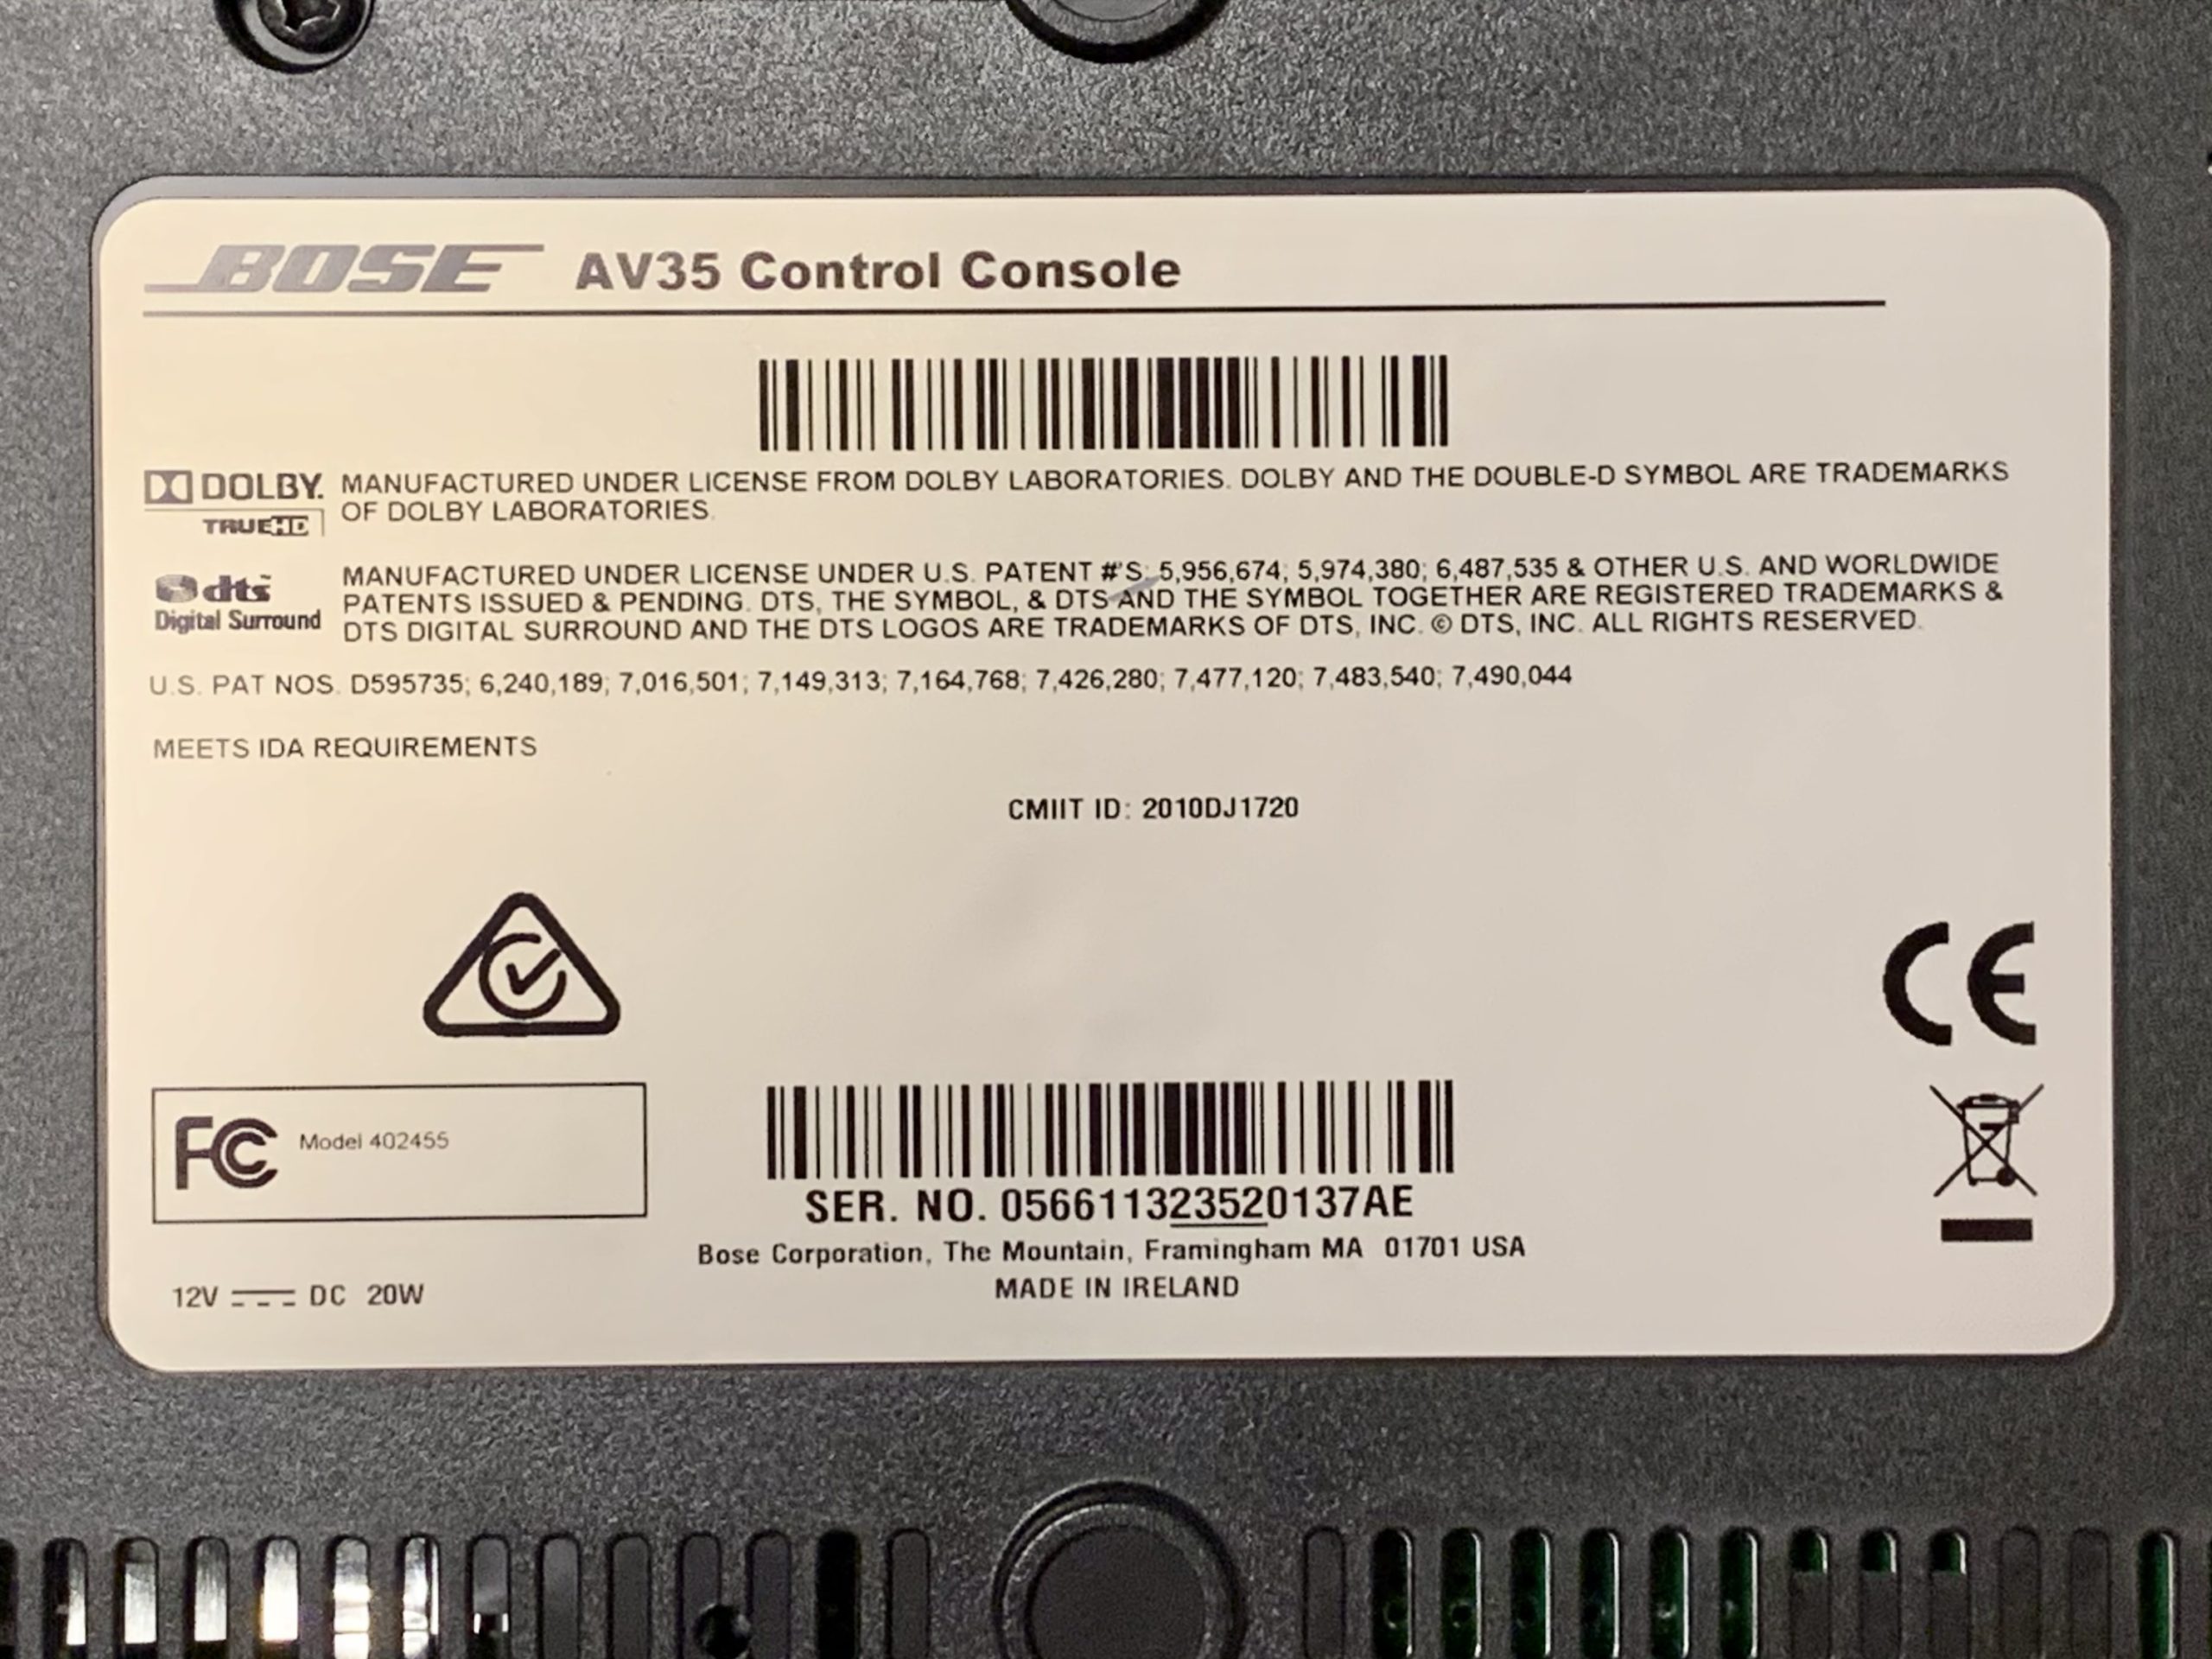 BOSE AV35 Control Console
DOLBY. MANUFACTURED UNDER LICENSE FROM DOLBY LABORATORIES. DOLBY AND THE DOUBLE-D SYMBOL ARE TRADEMARKS
TRUEHD OF DOLBY LABORATORIES.
dts™ MANUFACTURED UNDER LICENSE UNDER U.S. PATENT #'S: 5,956,674; 5,974,380; 6,487,535 & OTHER U.S. AND WORLDWIDE
PATENTS ISSUED & PENDING. DTS, THE SYMBOL, & DTS AND THE SYMBOL TOGETHER ARE REGISTERED TRADEMARKS &
Digital Surround DTS DIGITAL SURROUND AND THE DTS LOGOS ARE TRADEMARKS OF DTS, INC. © DTS, INC. ALL RIGHTS RESERVED.
U.S. PAT NOS. D595735; 6,240,189; 7,016,501; 7,149,313; 7,164,768; 7,426,280; 7,477,120; 7,483,540; 7,490,044
MEETS IDA REQUIREMENTS
CMIIT ID: 2010DJ1720
CE
FC Model 402455
SER. NO. 056611323520137AE
Bose Corporation, The Mountain, Framingham MA 01701 USA
MADE IN IRELAND
12V DC 20W